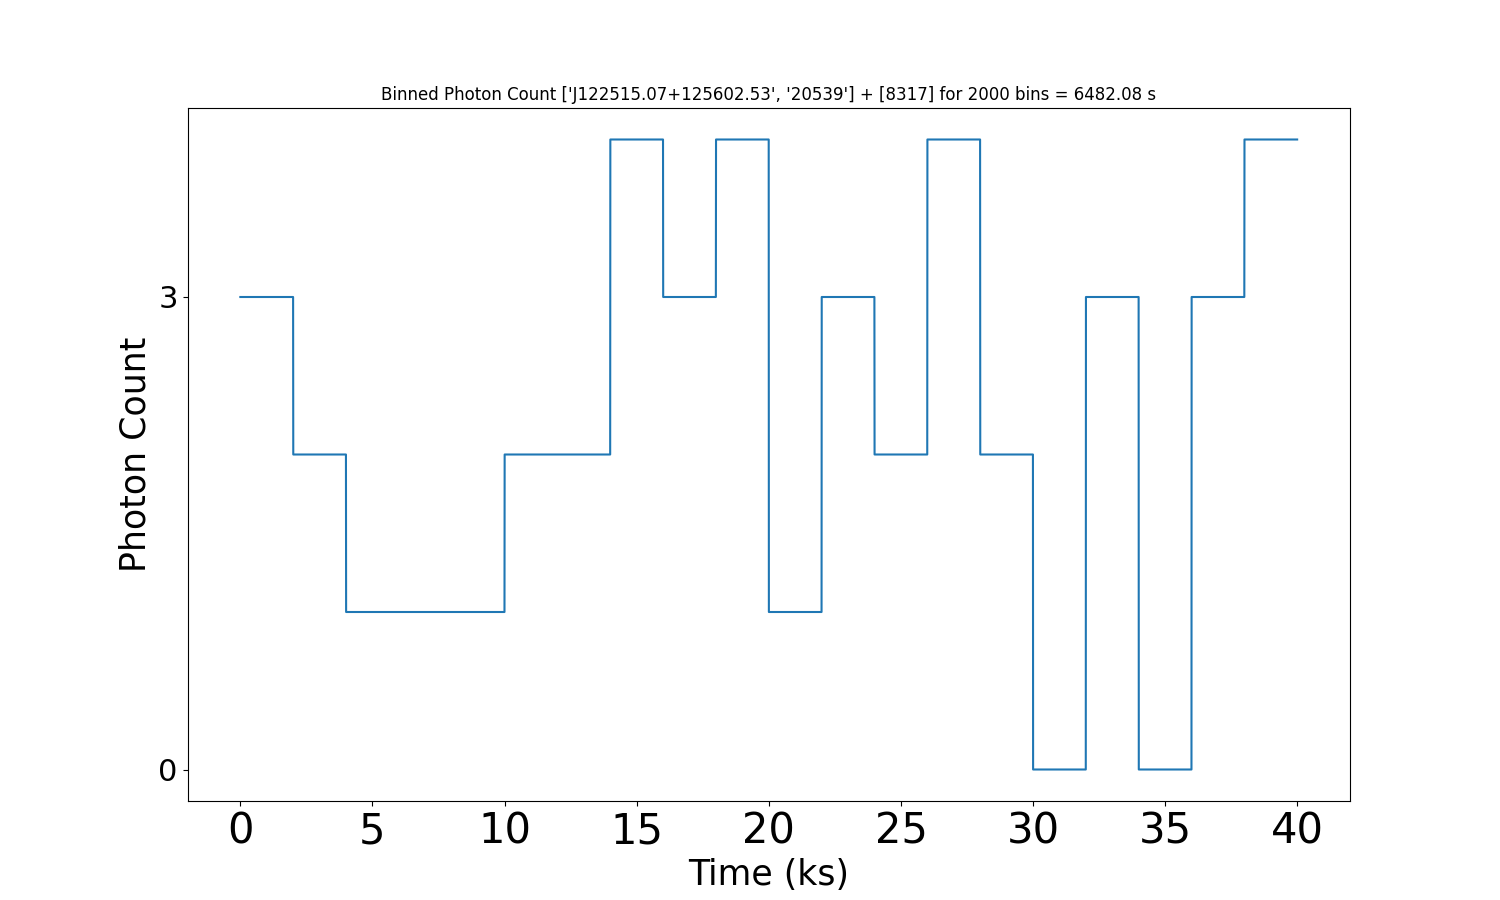 Binned Photon Count ['J122515.07+125602.53', '20539'] + [8317] for 2000 bins = 6482.08 s
Photon Count
3
0
0 5 10 15 20 25 30 35 40
Time (ks)